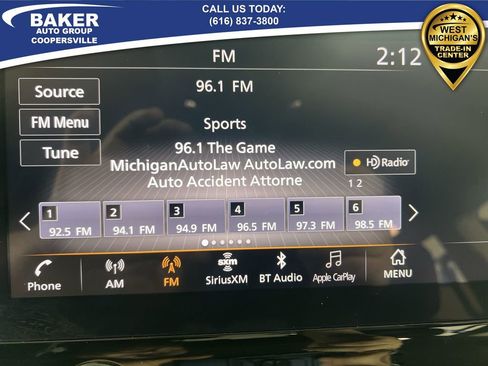 BAKER
AUTO GROUP
COOPERSVILLE
CALL US TODAY:
(616) 837-3800
WEST
MICHIGAN'S
TRADE-IN
CENTER
FM
2:12
Source
96.1 FM
FM Menu
Sports
Tune
96.1 The Game
MichiganAutoLaw AutoLaw.com
Auto Accident Attorne
HD Radio
1 2
1 2 3 4 5 6
92.5 FM 94.1 FM 94.9 FM 96.5 FM 97.3 FM 98.5 FM
Phone AM FM sxm SiriusXM BT Audio Apple CarPlay MENU